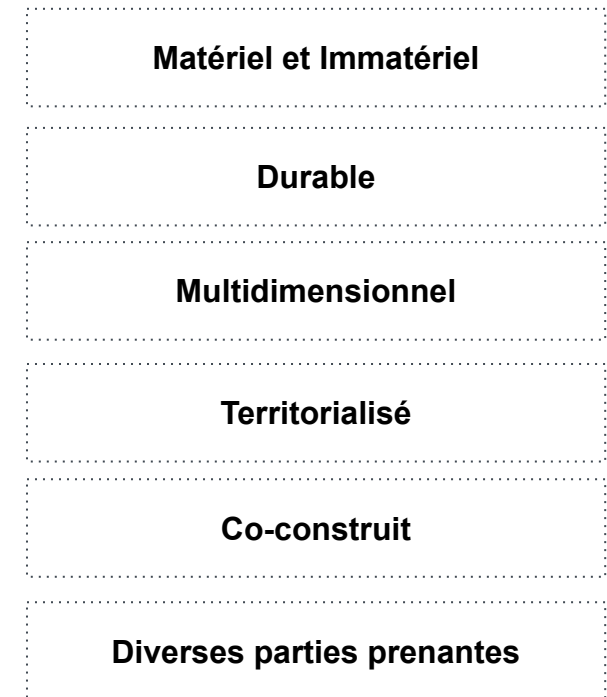 Matériel et Immatériel
Durable
Multidimensionnel
Territorialisé
Co-construit
Diverses parties prenantes